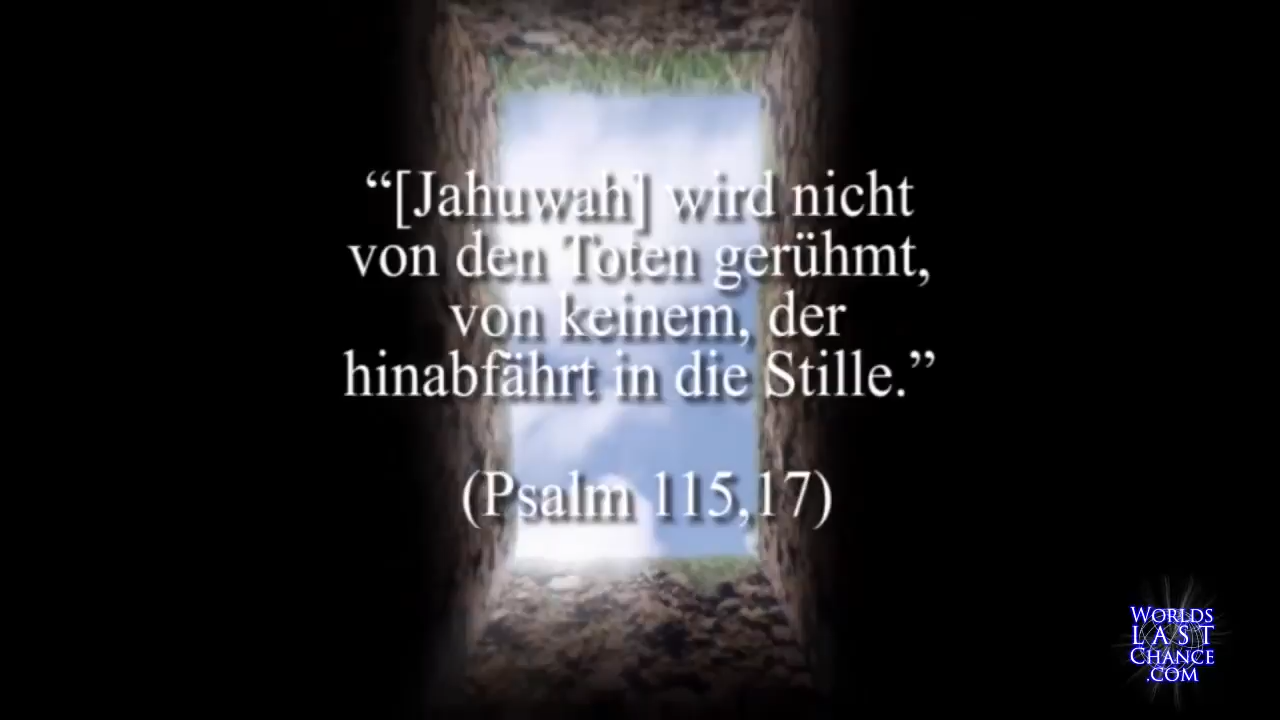 “[Jahuwah] wird nicht
von den Toten gerühmt,
von keinem, der
hinabfährt in die Stille.”
(Psalm 115,17)
WORLDS
LAST
CHANCE
.COM